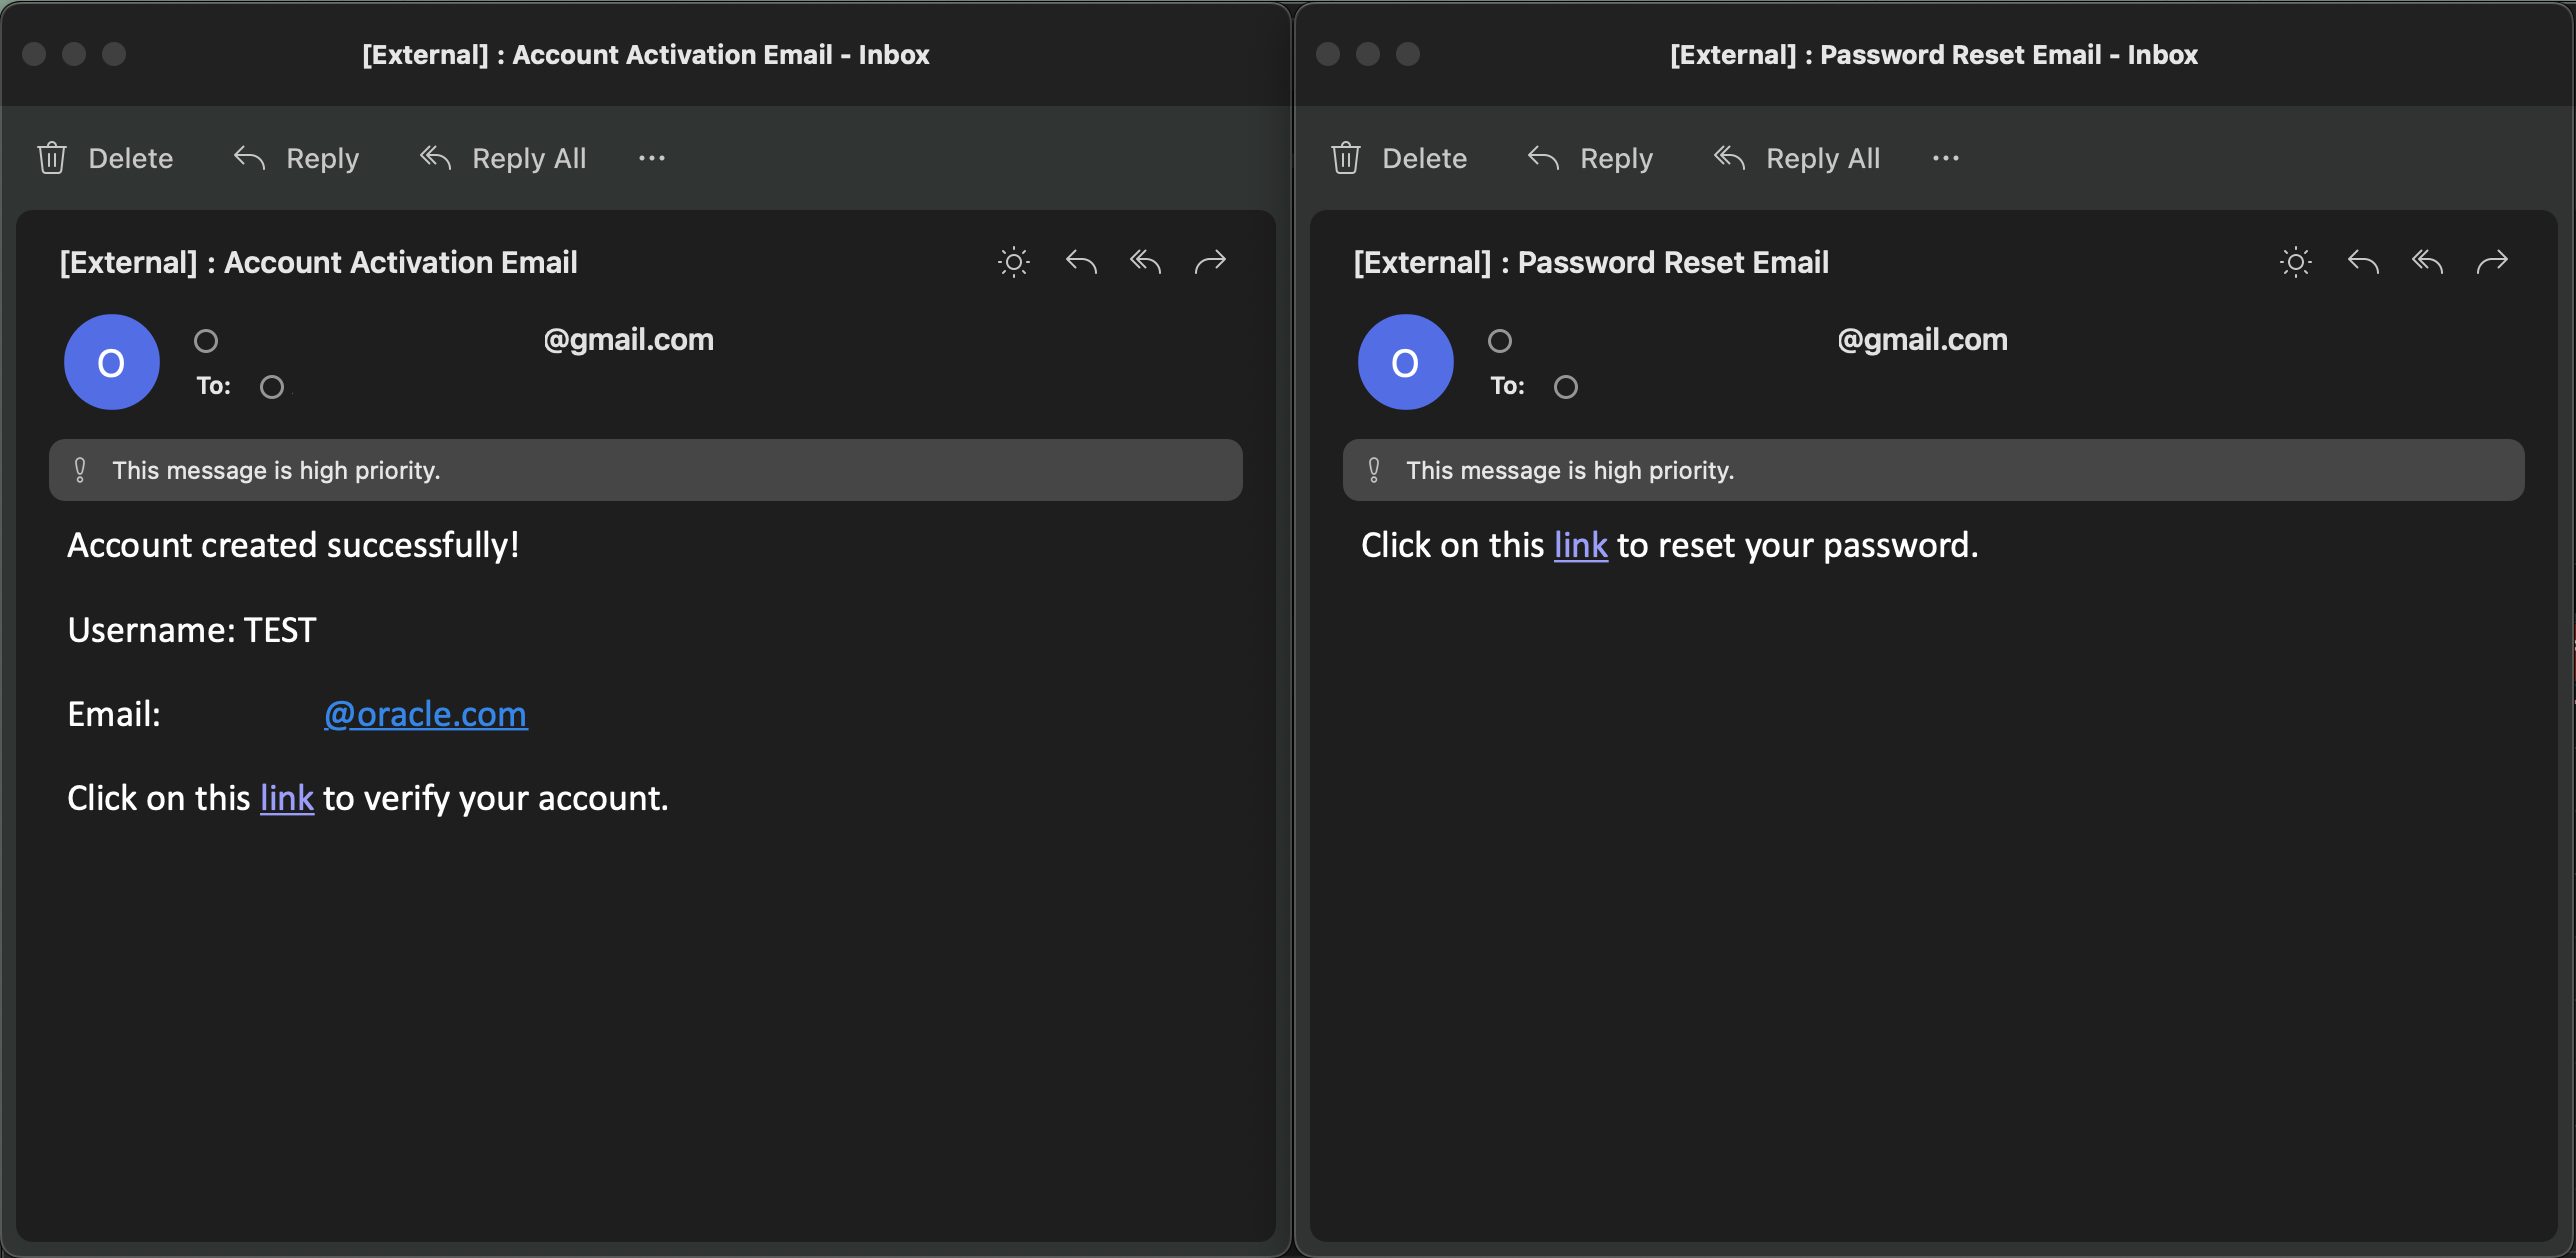 [External] : Account Activation Email - Inbox
Delete Reply Reply All ...
[External] : Account Activation Email
O
@gmail.com
To:
This message is high priority.
Account created successfully!
Username: TEST
Email: @oracle.com
Click on this link to verify your account.
[External] : Password Reset Email - Inbox
Delete Reply Reply All ...
[External] : Password Reset Email
O
@gmail.com
To:
This message is high priority.
Click on this link to reset your password.